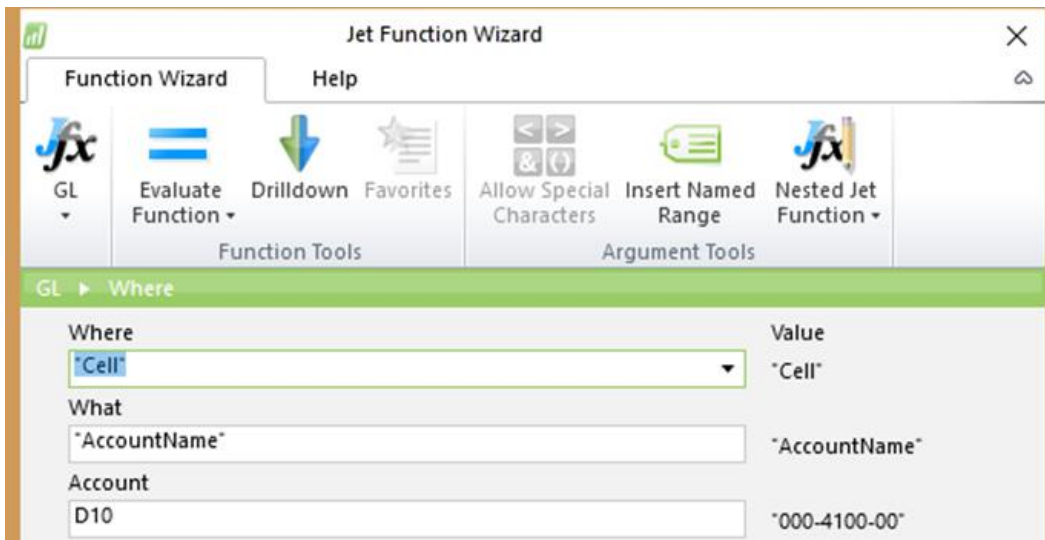 Jet Function Wizard
Function Wizard Help
Jfx
GL
Evaluate Function
Drilldown
Favorites
< >
& ()
Allow Special Characters
Insert Named Range
Jfx
Nested Jet Function
Function Tools
Argument Tools
GL ▸ Where
Where Value
"Cell" "Cell"
What
"AccountName" "AccountName"
Account
D10 "000-4100-00"